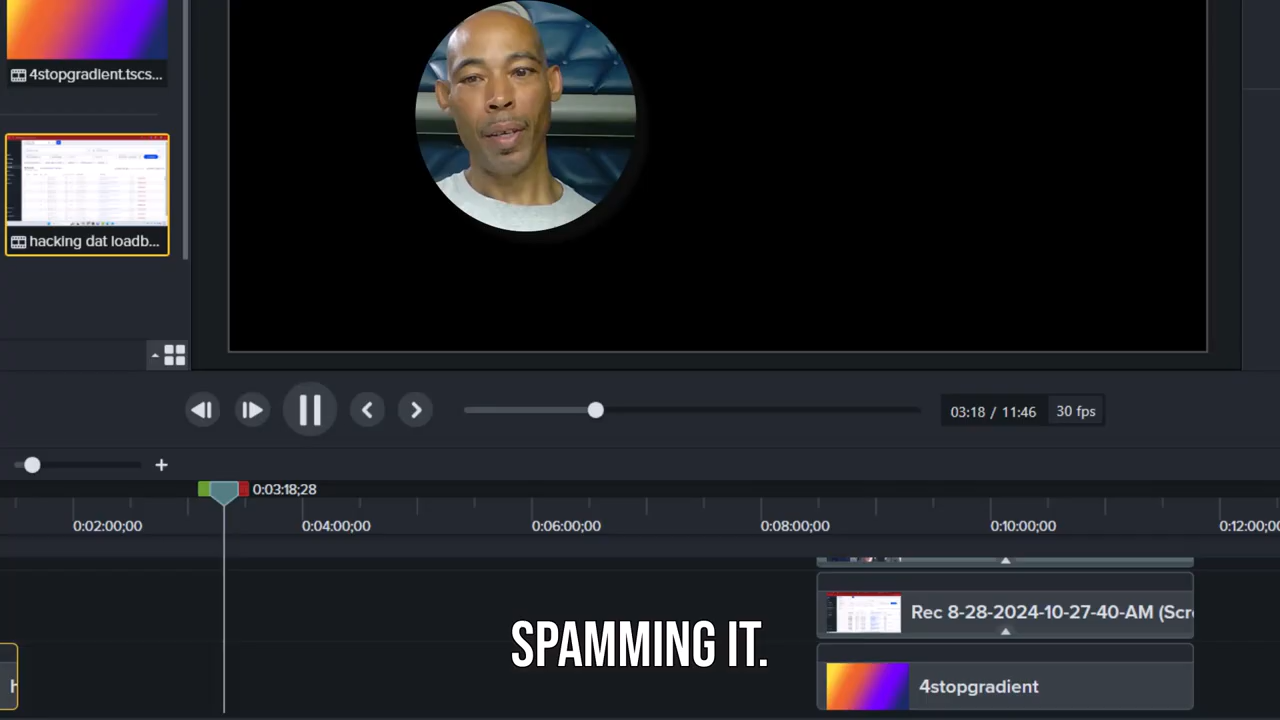 4stopgradient.tscs...
hacking dat loadb...
03:18 / 11:46 30 fps
0:03:18;28
0:02:00;00 0:04:00;00 0:06:00;00 0:08:00;00 0:10:00;00 0:12:00;00
Rec 8-28-2024-10-27-40-AM (Scre
SPAMMING IT.
4stopgradient